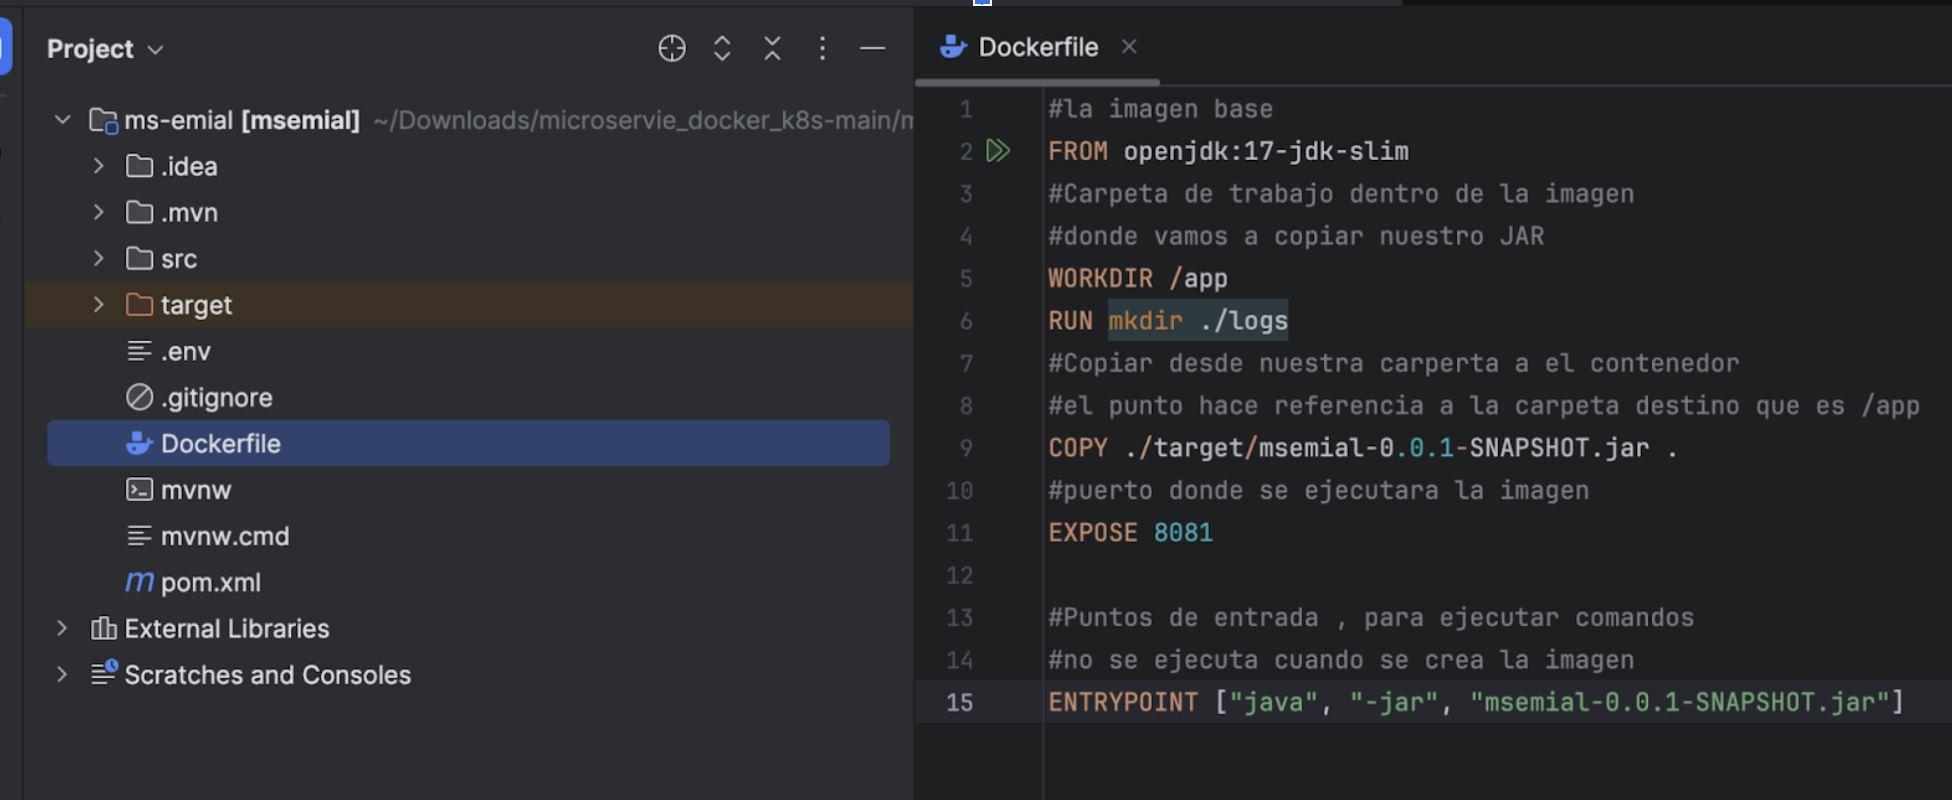 Project
ms-emial [msemial] ~/Downloads/microservie_docker_k8s-main/m
.idea
.mvn
src
target
.env
.gitignore
Dockerfile
mvnw
mvnw.cmd
pom.xml
External Libraries
Scratches and Consoles
Dockerfile
1 #la imagen base
2 FROM openjdk:17-jdk-slim
3 #Carpeta de trabajo dentro de la imagen
4 #donde vamos a copiar nuestro JAR
5 WORKDIR /app
6 RUN mkdir ./logs
7 #Copiar desde nuestra carperta a el contenedor
8 #el punto hace referencia a la carpeta destino que es /app
9 COPY ./target/msemial-0.0.1-SNAPSHOT.jar .
10 #puerto donde se ejecutara la imagen
11 EXPOSE 8081
12
13 #Puntos de entrada , para ejecutar comandos
14 #no se ejecuta cuando se crea la imagen
15 ENTRYPOINT ["java", "-jar", "msemial-0.0.1-SNAPSHOT.jar"]